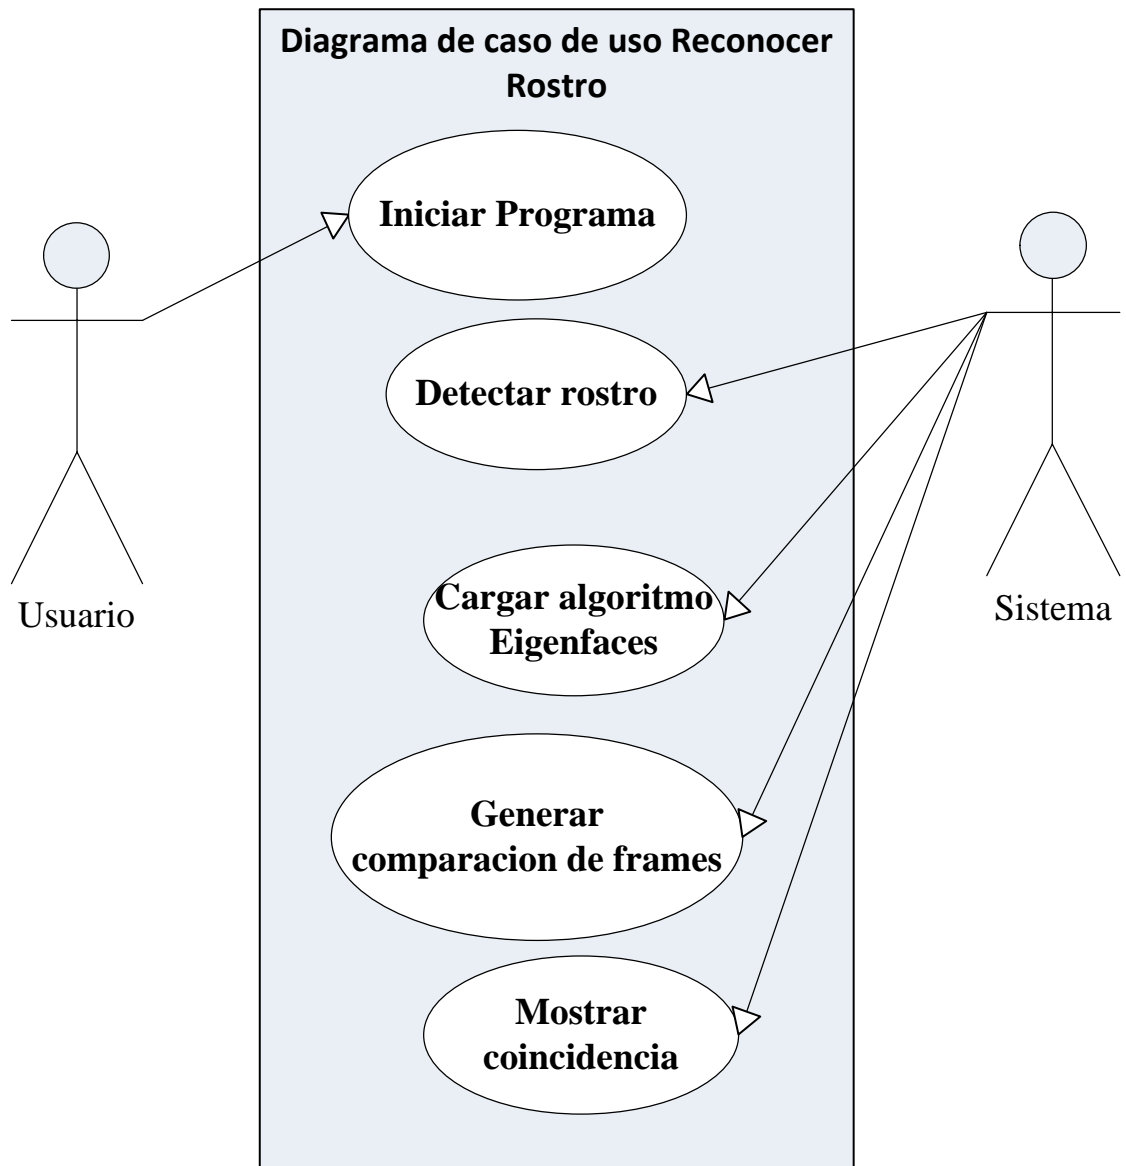 Diagrama de caso de uso Reconocer
Rostro
Iniciar Programa
Detectar rostro
Cargar algoritmo
Eigenfaces
Usuario
Sistema
Generar
comparacion de frames
Mostrar
coincidencia